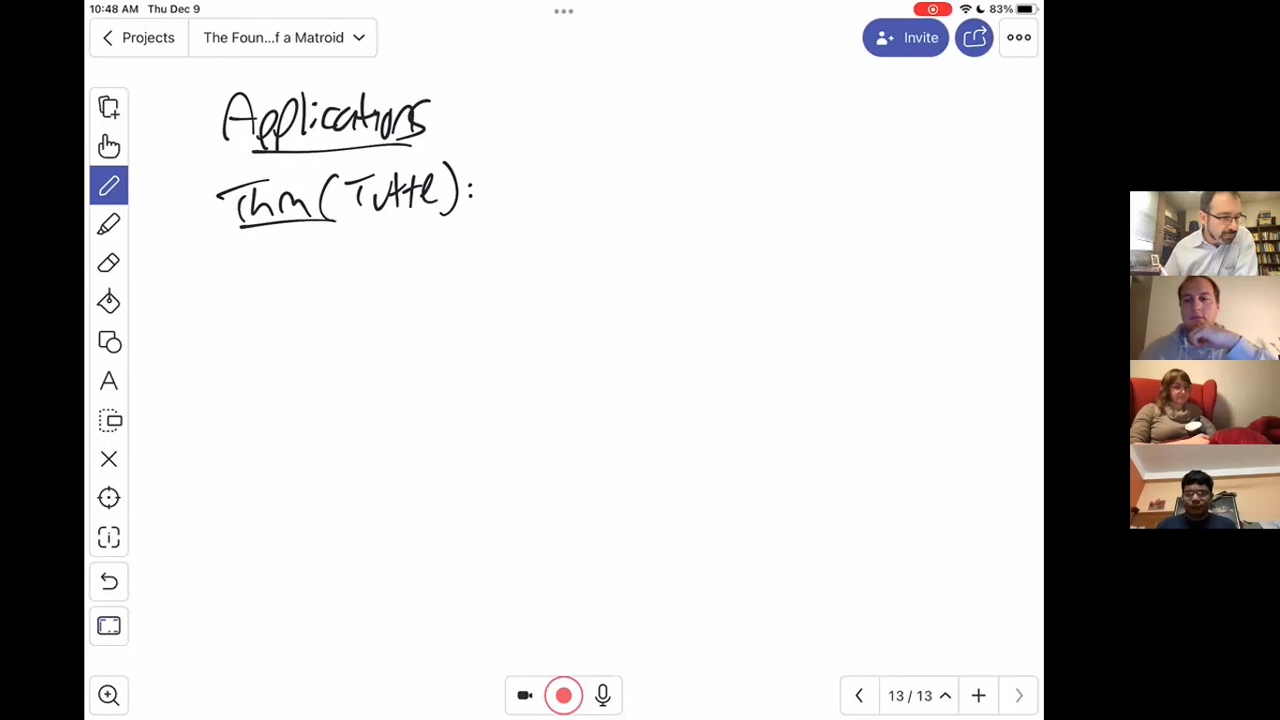 10:48 AM Thu Dec 9
83%
Projects
The Foun...f a Matroid
Invite
Applications
Thm (Tutte):
A
13/13